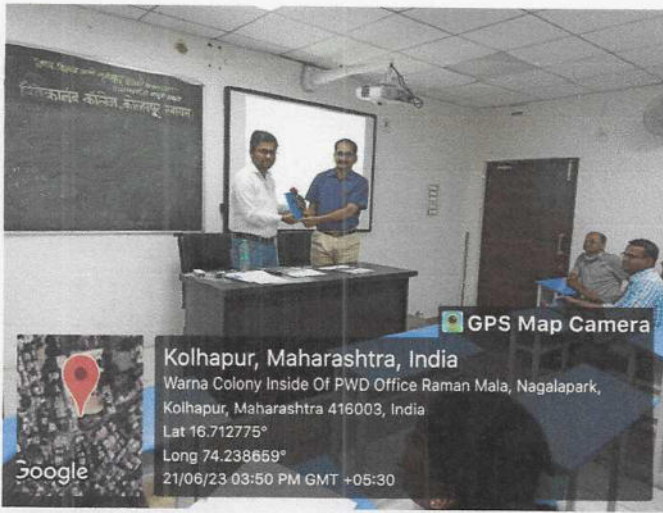 विवेकानंद कॉलेज, कोल्हापूर
GPS Map Camera
Kolhapur, Maharashtra, India
Warna Colony Inside Of PWD Office Raman Mala, Nagalapark,
Kolhapur, Maharashtra 416003, India
Lat 16.712775°
Long 74.238659°
21/06/23 03:50 PM GMT +05:30
Google